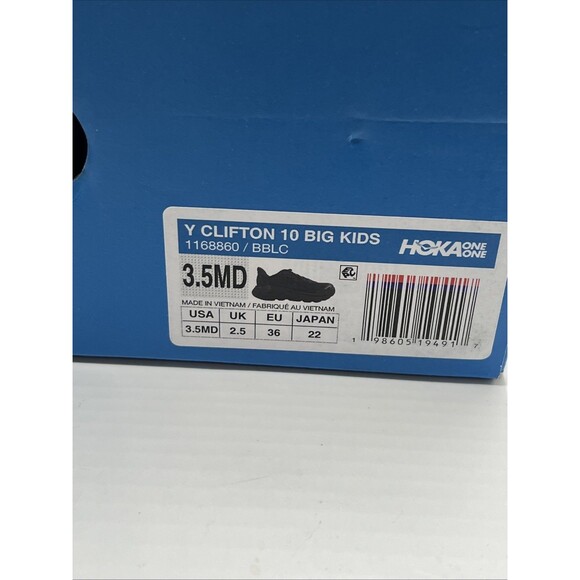 Y CLIFTON 10 BIG KIDS
1168860 / BBLC
HOKA ONE ONE
3.5MD
MADE IN VIETNAM / FABRIQUÉ AU VIETNAM
USA UK EU JAPAN
3.5MD 2.5 36 22
1 98605 19491 7